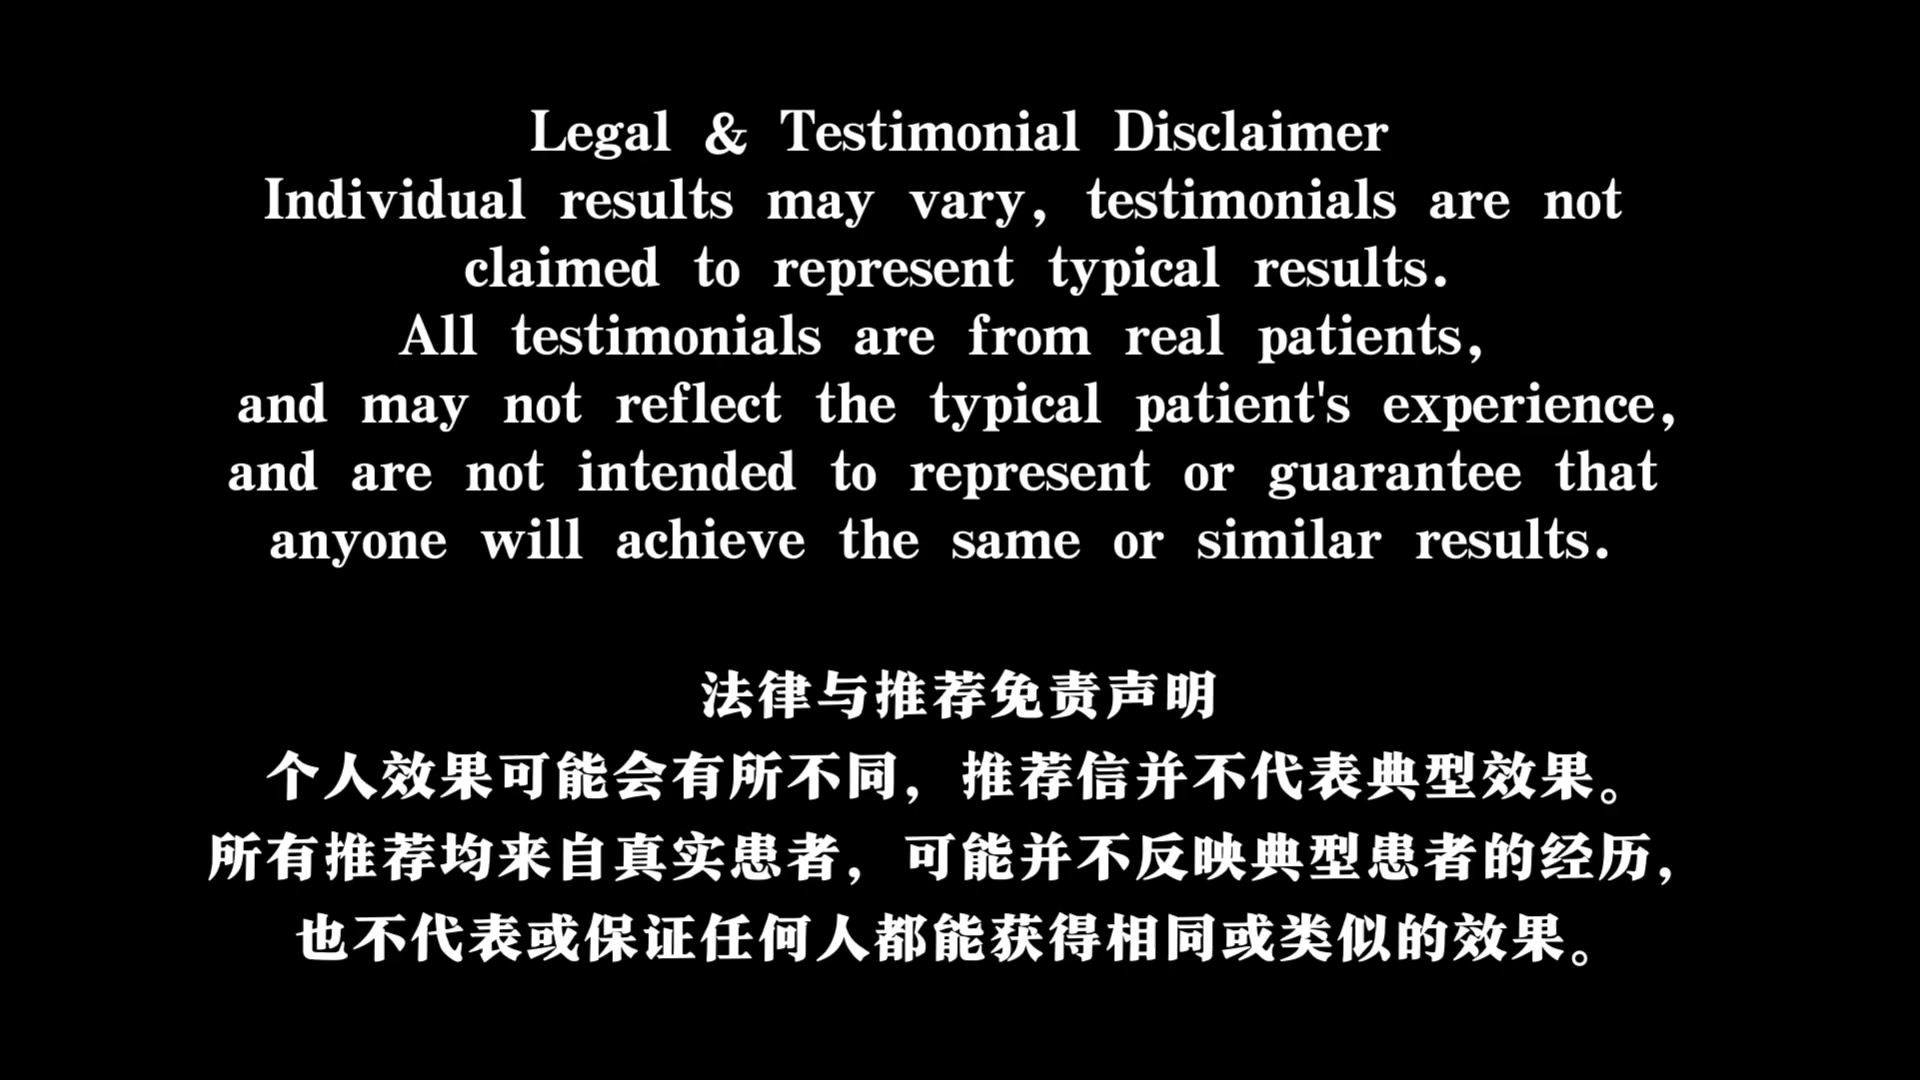 Legal & Testimonial Disclaimer
Individual results may vary, testimonials are not
claimed to represent typical results.
All testimonials are from real patients,
and may not reflect the typical patient's experience,
and are not intended to represent or guarantee that
anyone will achieve the same or similar results.
法律与推荐免责声明
个人效果可能会有所不同，推荐信并不代表典型效果。
所有推荐均来自真实患者，可能并不反映典型患者的经历，
也不代表或保证任何人都能获得相同或类似的效果。